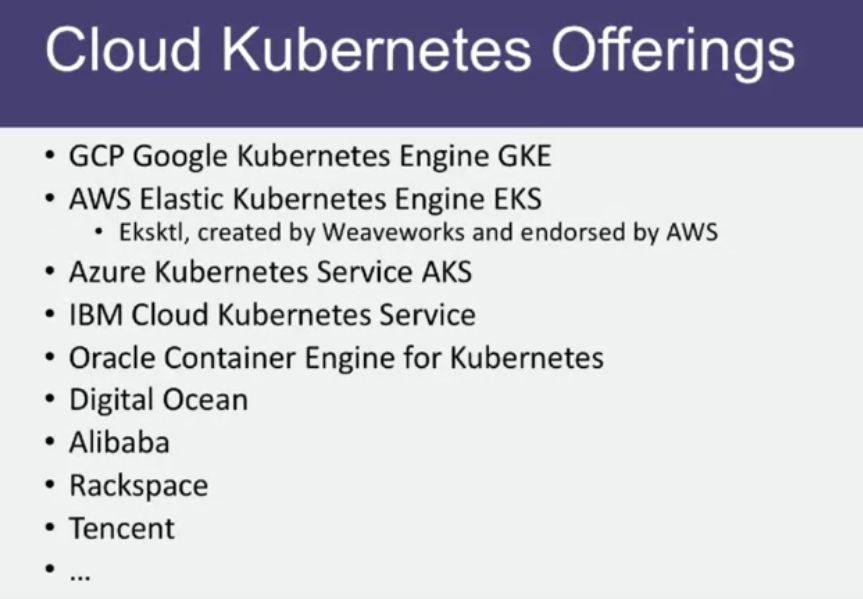 Cloud Kubernetes Offerings
• GCP Google Kubernetes Engine GKE
• AWS Elastic Kubernetes Engine EKS
• Eksktl, created by Weaveworks and endorsed by AWS
• Azure Kubernetes Service AKS
• IBM Cloud Kubernetes Service
• Oracle Container Engine for Kubernetes
• Digital Ocean
• Alibaba
• Rackspace
• Tencent
• ...